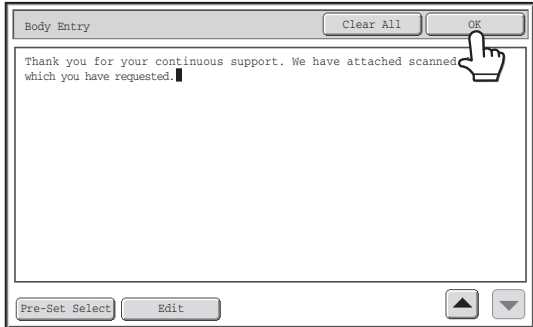 Body Entry
Clear All
OK
Thank you for your continuous support. We have attached scanned
which you have requested.
Pre-Set Select
Edit